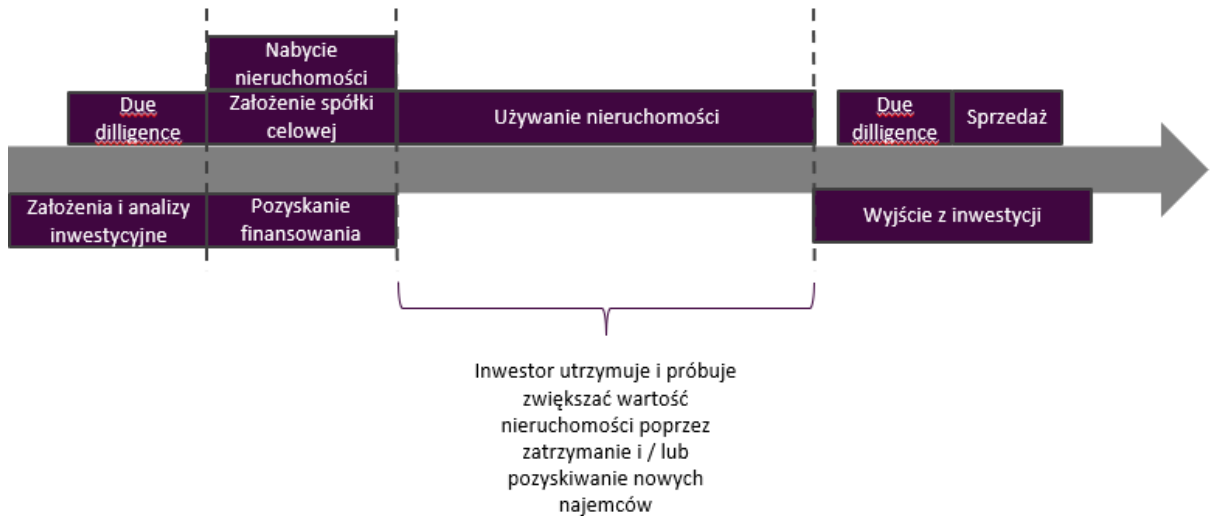 Nabycie
nieruchomości
Due
dilligence
Założenie spółki
celowej
Używanie nieruchomości
Due
dilligence
Sprzedaż
Założenia i analizy
inwestycyjne
Pozyskanie
finansowania
Wyjście z inwestycji
Inwestor utrzymuje i próbuje
zwiększać wartość
nieruchomości poprzez
zatrzymanie i / lub
pozyskiwanie nowych
najemców